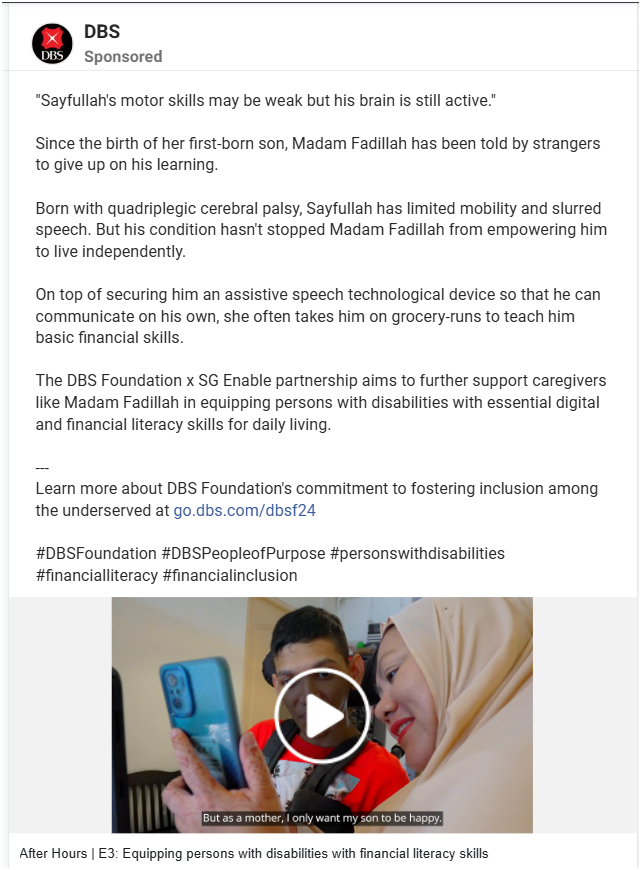 DBS
DBS
Sponsored
"Sayfullah's motor skills may be weak but his brain is still active."
Since the birth of her first-born son, Madam Fadillah has been told by strangers
to give up on his learning.
Born with quadriplegic cerebral palsy, Sayfullah has limited mobility and slurred
speech. But his condition hasn't stopped Madam Fadillah from empowering him
to live independently.
On top of securing him an assistive speech technological device so that he can
communicate on his own, she often takes him on grocery-runs to teach him
basic financial skills.
The DBS Foundation x SG Enable partnership aims to further support caregivers
like Madam Fadillah in equipping persons with disabilities with essential digital
and financial literacy skills for daily living.
---
Learn more about DBS Foundation's commitment to fostering inclusion among
the underserved at go.dbs.com/dbsf24
#DBSFoundation #DBSPeopleofPurpose #personswithdisabilities
#financialliteracy #financialinclusion
But as a mother, I only want my son to be happy.
After Hours | E3: Equipping persons with disabilities with financial literacy skills